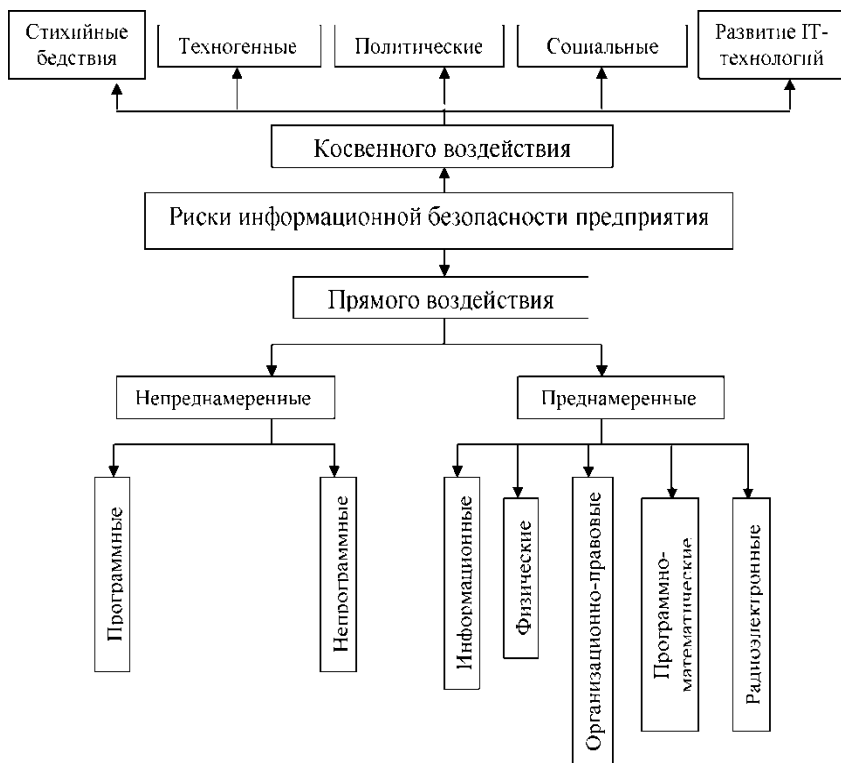 Стихийные
бедствия
Техногенные
Политические
Социальные
Развитие IT-
технологий
Косвенного воздействия
Риски информационной безопасности предприятия
Прямого воздействия
Непреднамеренные
Преднамеренные
Программные
Непрограммные
Информационные
Физические
Организационно-правовые
Программно-
математические
Радиоэлектронные